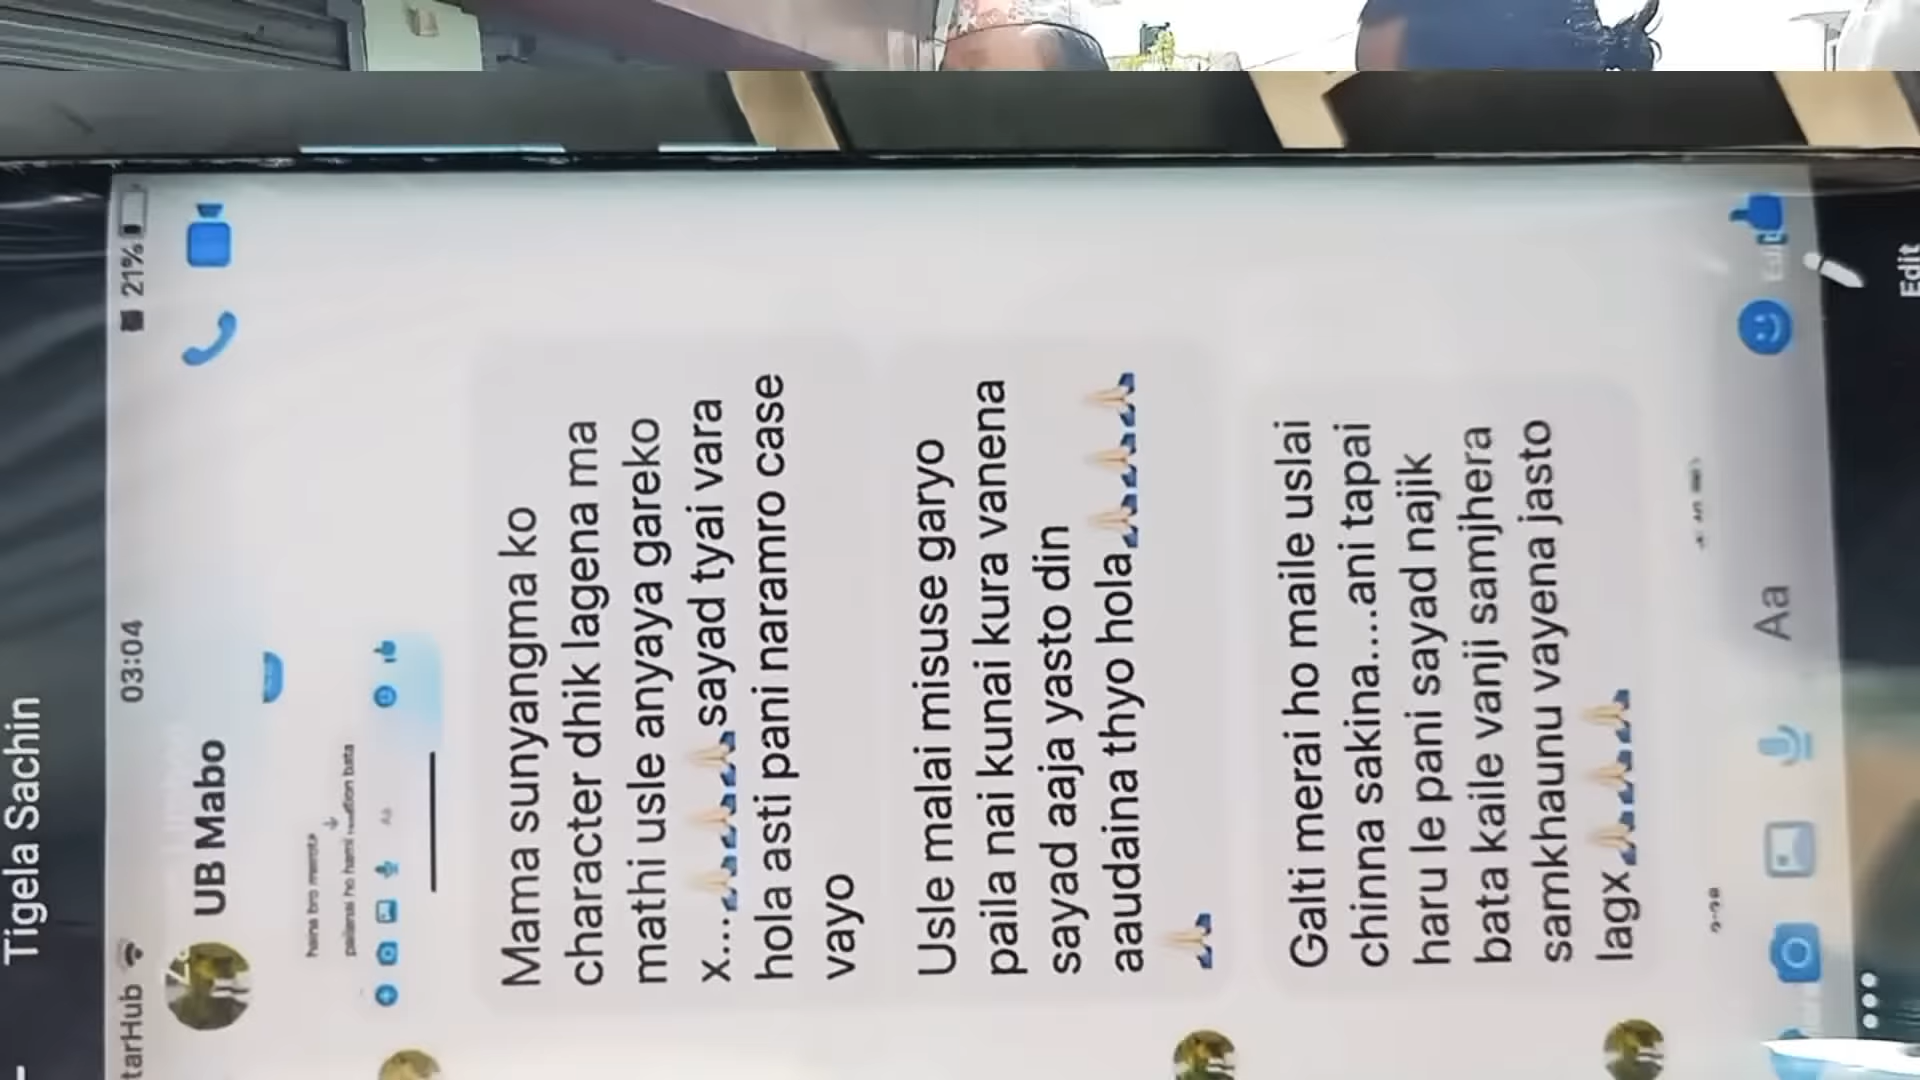 Tigela Sachin
tarHub
03:04
21%
UB Mabo
Mama sunyangma ko
character dhik lagena ma
mathi usle anyaya gareko
x...🙏🏻🙏🏻🙏🏻sayad tyai vara
hola asti pani naramro case
vayo
Usle malai misuse garyo
paila nai kunai kura vanena
sayad aaja yasto din
aaudaina thyo hola🙏🏻🙏🏻🙏🏻
🙏🏻
Galti merai ho maile uslai
chinna sakina....ani tapai
haru le pani sayad najik
bata kaile vanji samjhera
samkhaunu vayena jasto
lagx🙏🏻🙏🏻🙏🏻
Aa
Edit